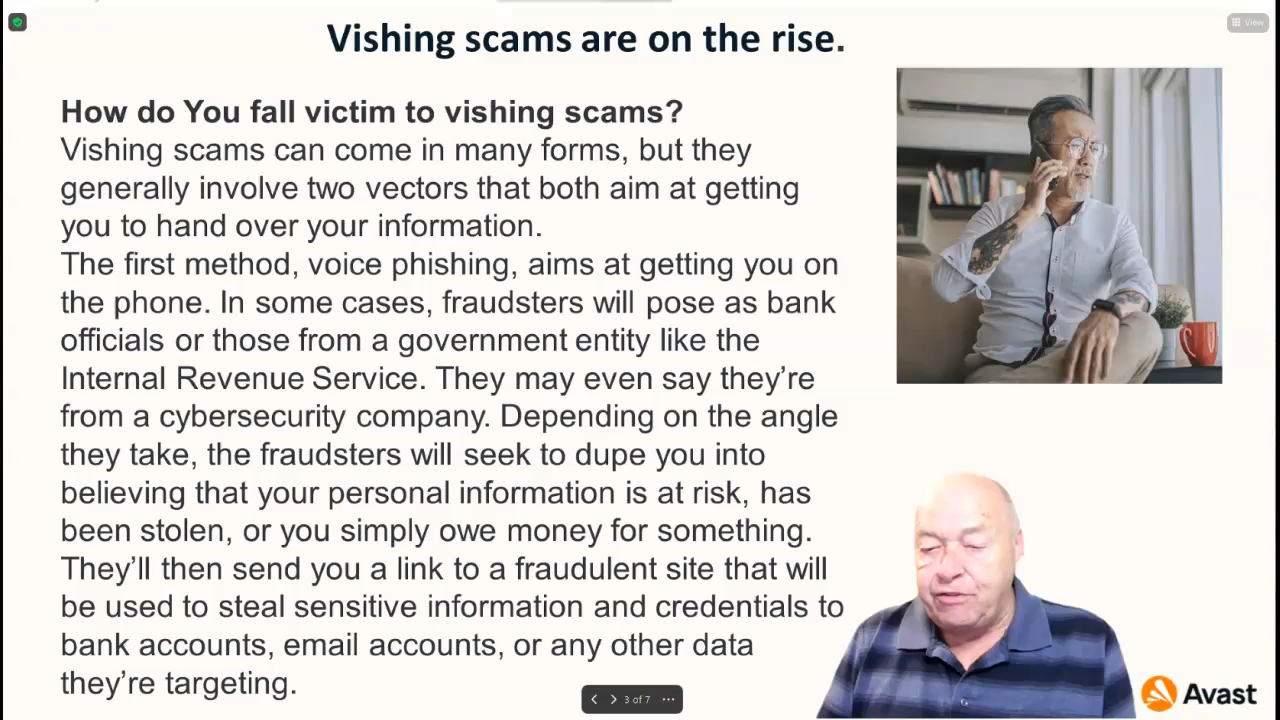 View
Vishing scams are on the rise.
How do You fall victim to vishing scams?
Vishing scams can come in many forms, but they
generally involve two vectors that both aim at getting
you to hand over your information.
The first method, voice phishing, aims at getting you on
the phone. In some cases, fraudsters will pose as bank
officials or those from a government entity like the
Internal Revenue Service. They may even say they’re
from a cybersecurity company. Depending on the angle
they take, the fraudsters will seek to dupe you into
believing that your personal information is at risk, has
been stolen, or you simply owe money for something.
They’ll then send you a link to a fraudulent site that will
be used to steal sensitive information and credentials to
bank accounts, email accounts, or any other data
they’re targeting.
3 of 7
Avast